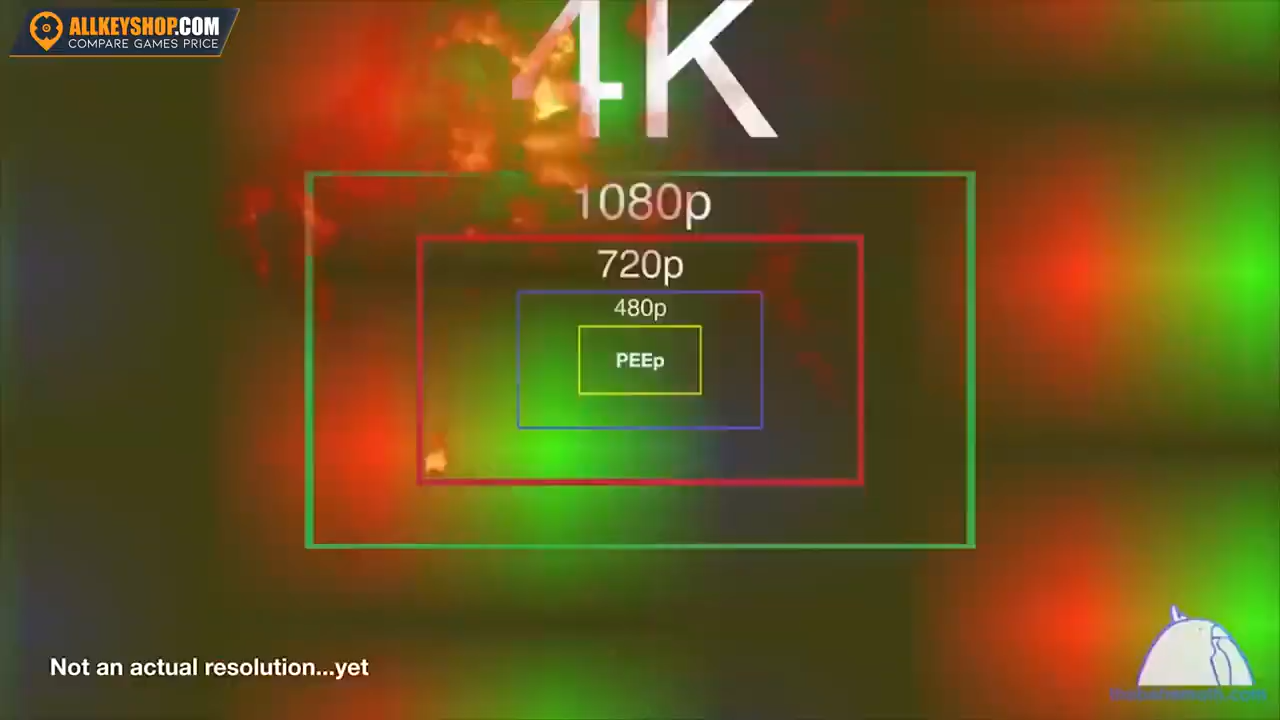 ALLKEYSHOP.COM
COMPARE GAMES PRICE
4K
1080p
720p
480p
PEEp
Not an actual resolution...yet